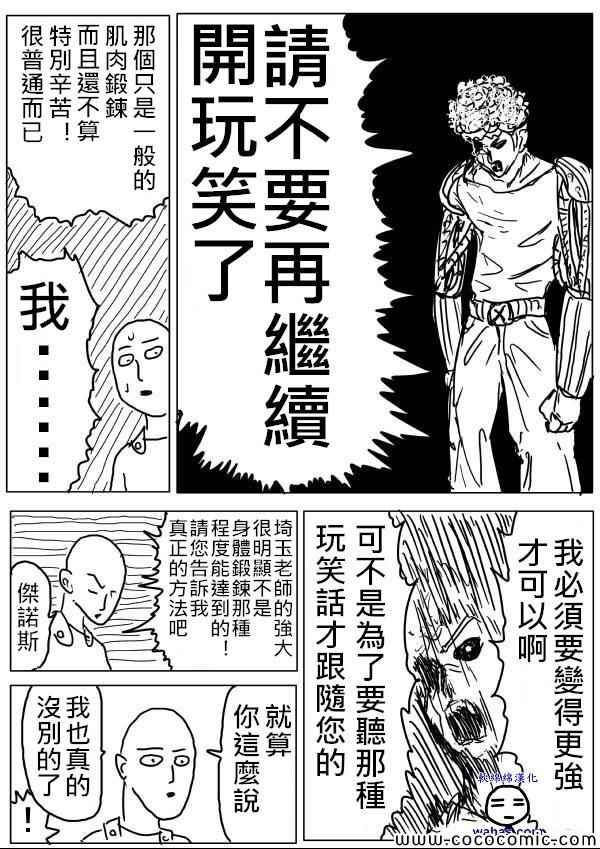 請不要再繼續
開玩笑了
那個只是一般的
肌肉鍛鍊
而且還不算
特別辛苦！
很普通而已
我．．．．．．
我必須要變得更強
才可以啊
可不是為了要聽那種
玩笑話才跟隨您的
埼玉老師的強大
很明顯不是
身體鍛鍊那種
程度能達到的！
請您告訴我
真正的方法吧
傑諾斯
就算
你這麼說
我也真的
沒別的了
！
軟綿綿漢化
www.cococomic.com